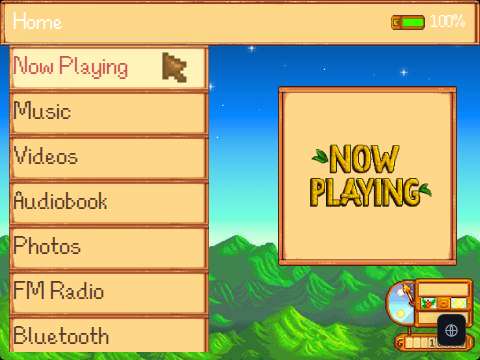 Home
100%
Now Playing
Music
Videos
Audiobook
Photos
FM Radio
Bluetooth
NOW
PLAYING